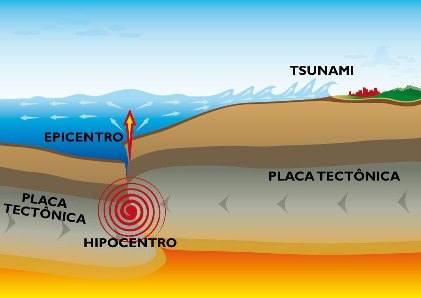 TSUNAMI
EPICENTRO
PLACA TECTÔNICA
PLACA
TECTÔNICA
HIPOCENTRO